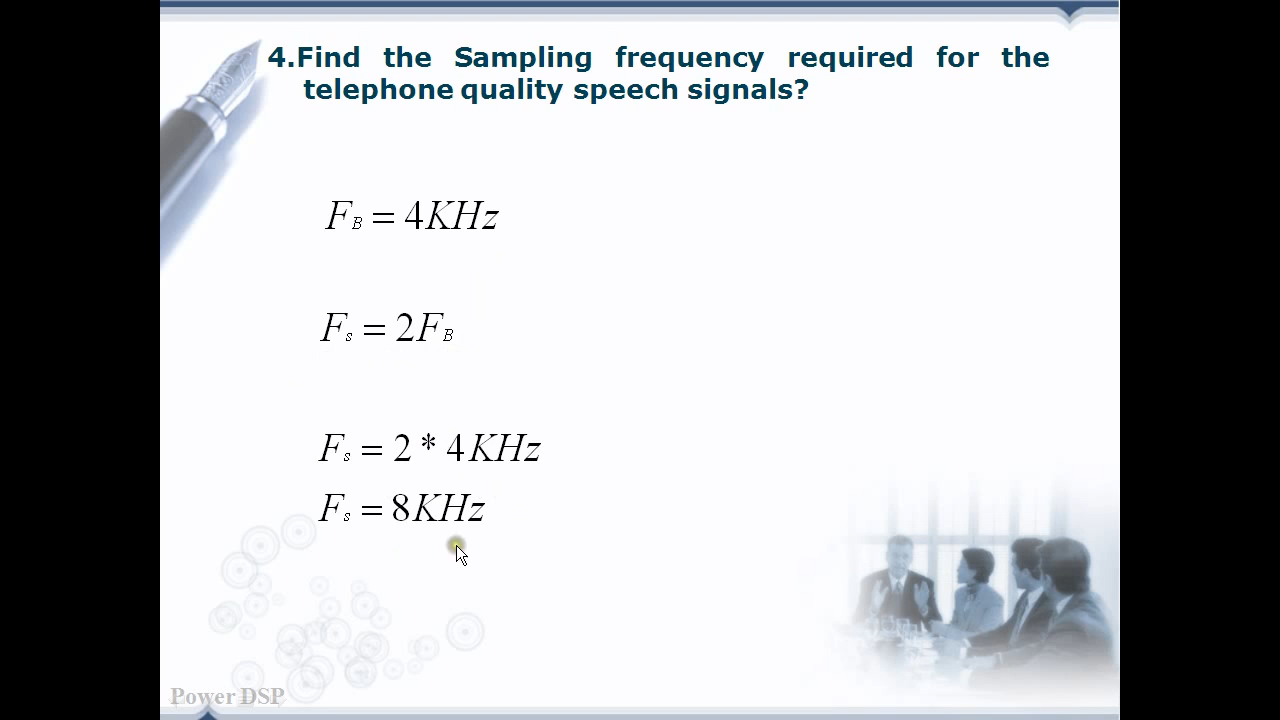 4.Find the Sampling frequency required for the
telephone quality speech signals?
F_B = 4KHz
F_s = 2F_B
F_s = 2 * 4KHz
F_s = 8KHz
Power DSP